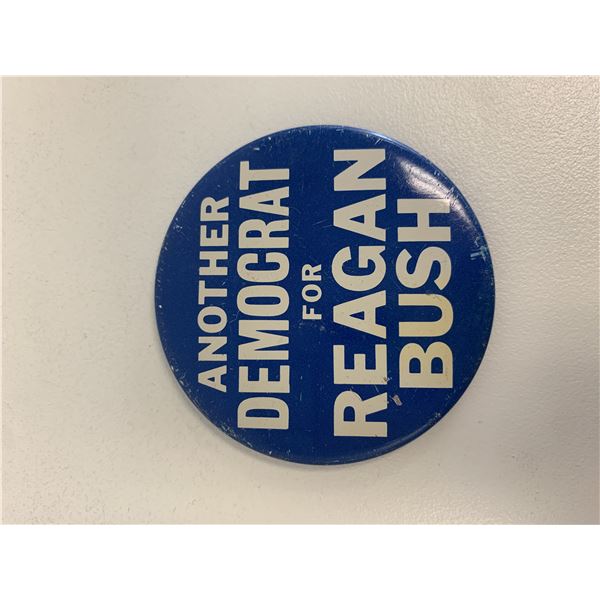 ANOTHER
DEMOCRAT
FOR
REAGAN
BUSH